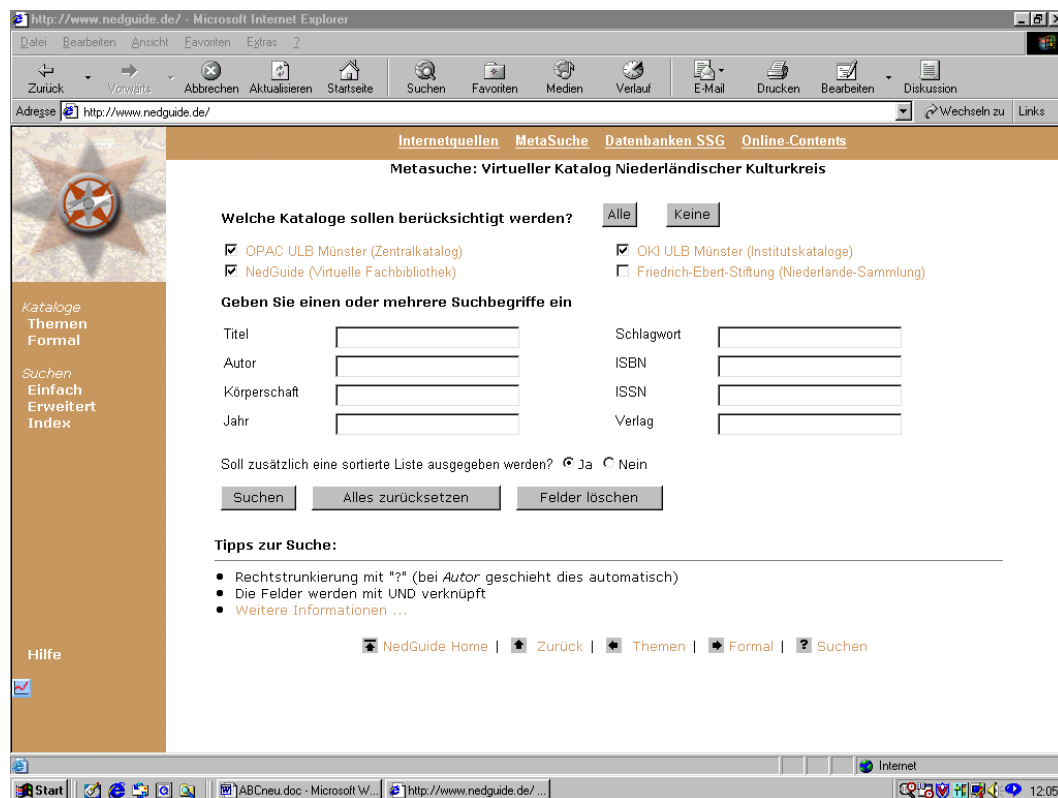 http://www.nedguide.de/ - Microsoft Internet Explorer
Datei Bearbeiten Ansicht Favoriten Extras ?
Zurück Vorwärts Abbrechen Aktualisieren Startseite Suchen Favoriten Medien Verlauf E-Mail Drucken Bearbeiten Diskussion
Adresse http://www.nedguide.de/ Wechseln zu Links
Internetquellen MetaSuche Datenbanken SSG Online-Contents
Metasuche: Virtueller Katalog Niederländischer Kulturkreis
Welche Kataloge sollen berücksichtigt werden? Alle Keine
OPAC ULB Münster (Zentralkatalog) OKI ULB Münster (Institutskataloge)
NedGuide (Virtuelle Fachbibliothek) Friedrich-Ebert-Stiftung (Niederlande-Sammlung)
Kataloge
Themen
Formal
Suchen
Einfach
Erweitert
Index
Hilfe
Geben Sie einen oder mehrere Suchbegriffe ein
Titel Schlagwort
Autor ISBN
Körperschaft ISSN
Jahr Verlag
Soll zusätzlich eine sortierte Liste ausgegeben werden? Ja Nein
Suchen Alles zurücksetzen Felder löschen
Tipps zur Suche:
Rechtstrunkierung mit "?" (bei Autor geschieht dies automatisch)
Die Felder werden mit UND verknüpft
Weitere Informationen ...
NedGuide Home | Zurück | Themen | Formal | ? Suchen
Internet
Start ABCneu.doc - Microsoft W... http://www.nedguide.de/ ... 12:05